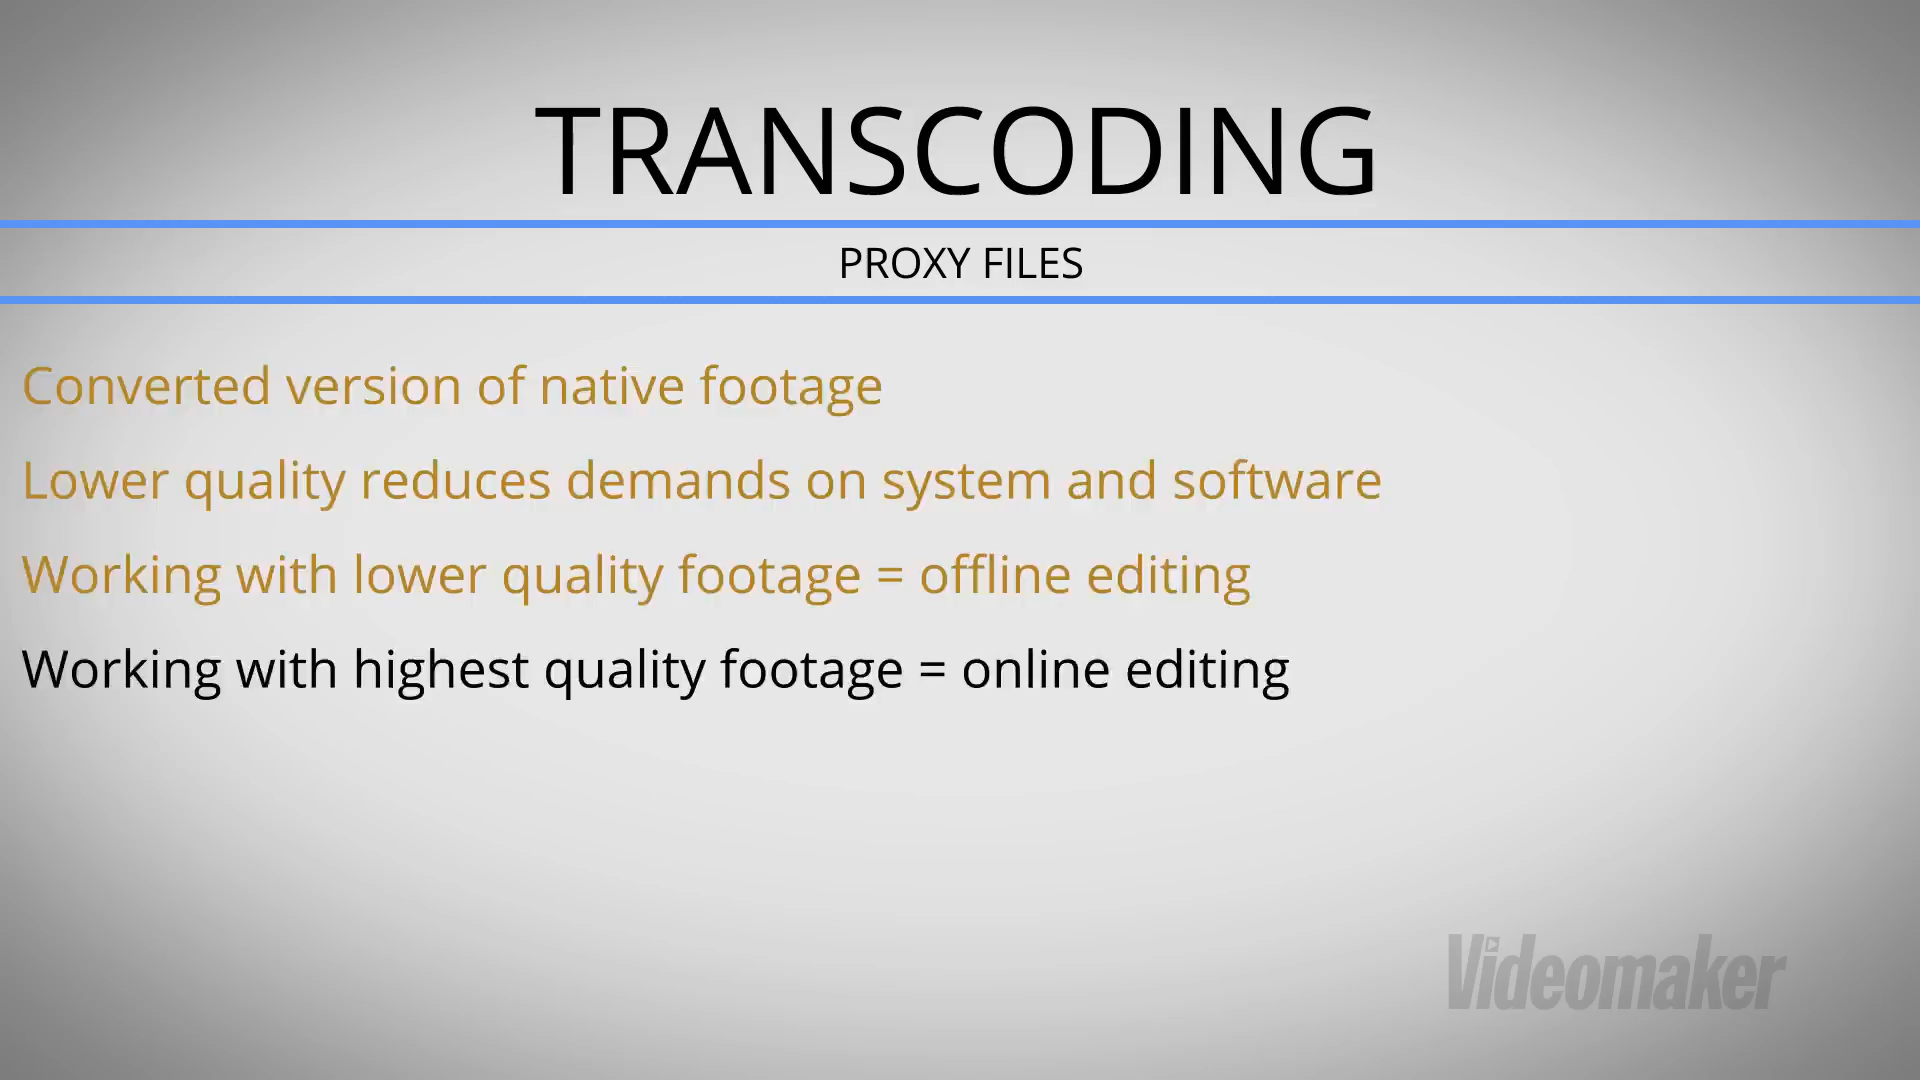 TRANSCODING
PROXY FILES
Converted version of native footage
Lower quality reduces demands on system and software
Working with lower quality footage = offline editing
Working with highest quality footage = online editing
Videomaker